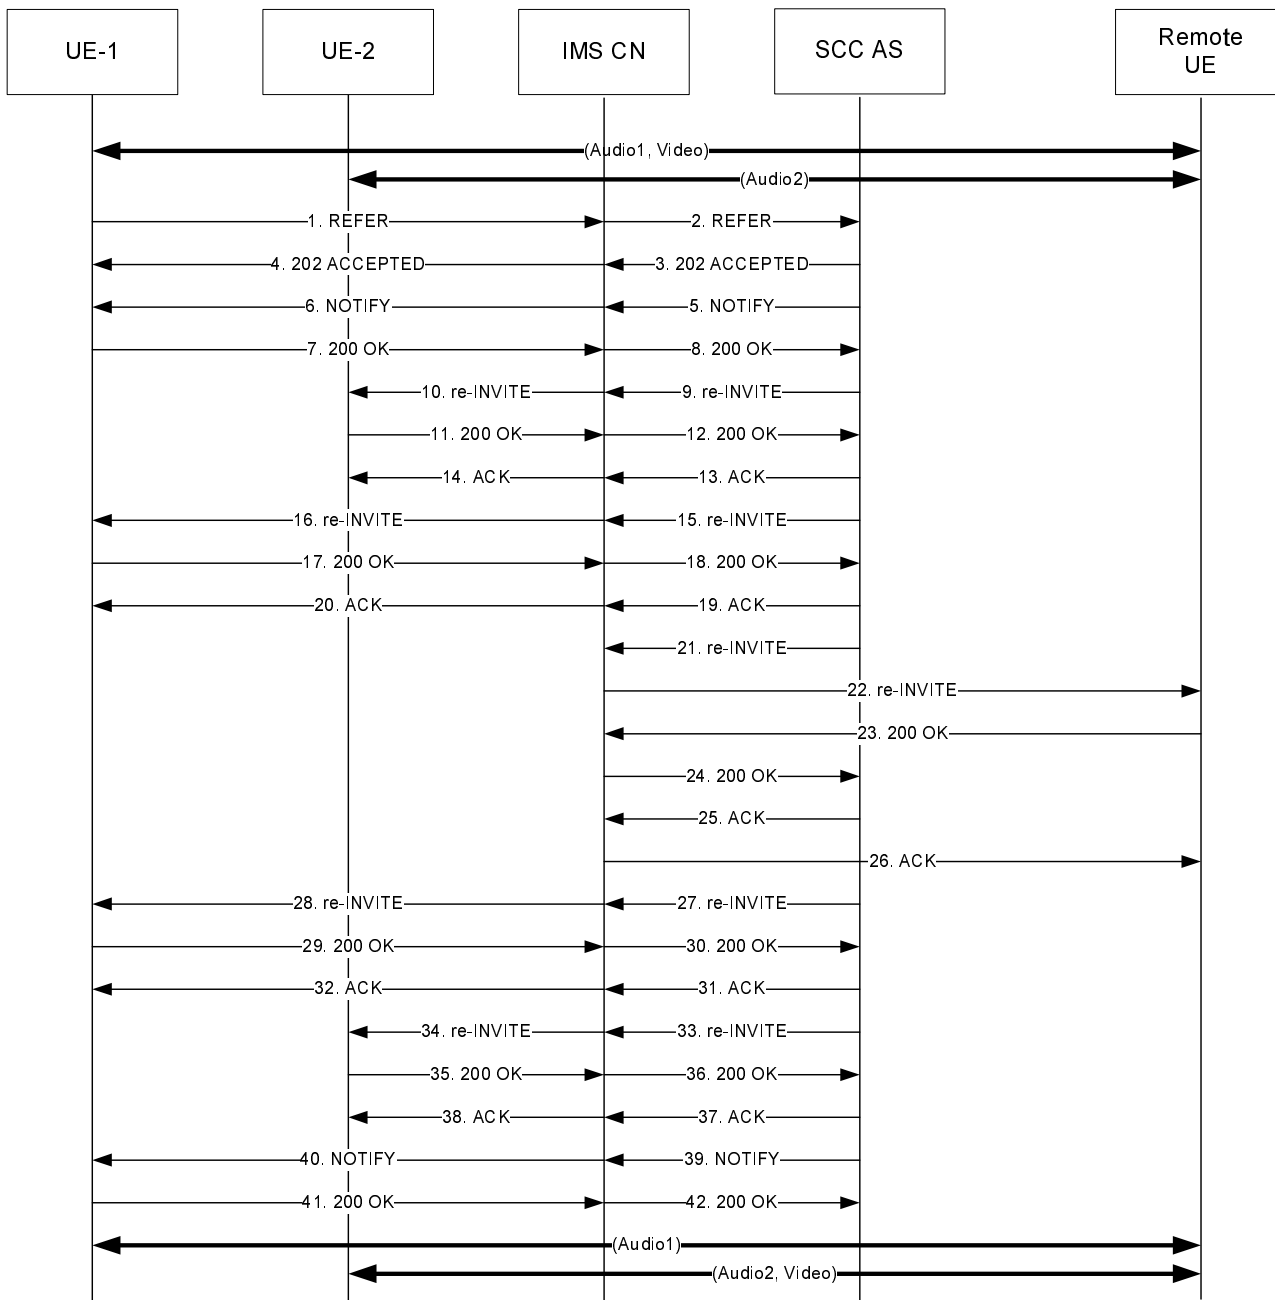 UE-1
UE-2
IMS CN
SCC AS
Remote
UE
(Audio1, Video)
(Audio2)
1. REFER
2. REFER
4. 202 ACCEPTED
3. 202 ACCEPTED
6. NOTIFY
5. NOTIFY
7. 200 OK
8. 200 OK
10. re-INVITE
9. re-INVITE
11. 200 OK
12. 200 OK
14. ACK
13. ACK
16. re-INVITE
15. re-INVITE
17. 200 OK
18. 200 OK
20. ACK
19. ACK
21. re-INVITE
22. re-INVITE
23. 200 OK
24. 200 OK
25. ACK
26. ACK
28. re-INVITE
27. re-INVITE
29. 200 OK
30. 200 OK
32. ACK
31. ACK
34. re-INVITE
33. re-INVITE
35. 200 OK
36. 200 OK
38. ACK
37. ACK
40. NOTIFY
39. NOTIFY
41. 200 OK
42. 200 OK
(Audio1)
(Audio2, Video)